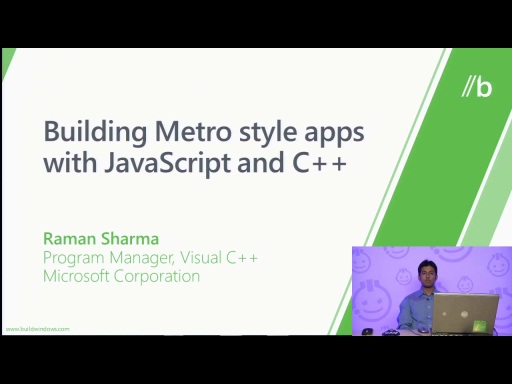 //b
Building Metro style apps
with JavaScript and C++
Raman Sharma
Program Manager, Visual C++
Microsoft Corporation
www.buildwindows.com